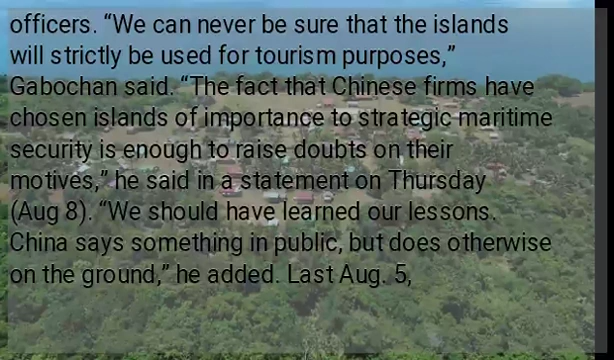 officers. “We can never be sure that the islands
will strictly be used for tourism purposes,”
Gabochan said. “The fact that Chinese firms have
chosen islands of importance to strategic maritime
security is enough to raise doubts on their
motives,” he said in a statement on Thursday
(Aug 8). “We should have learned our lessons.
China says something in public, but does otherwise
on the ground,” he added. Last Aug. 5,